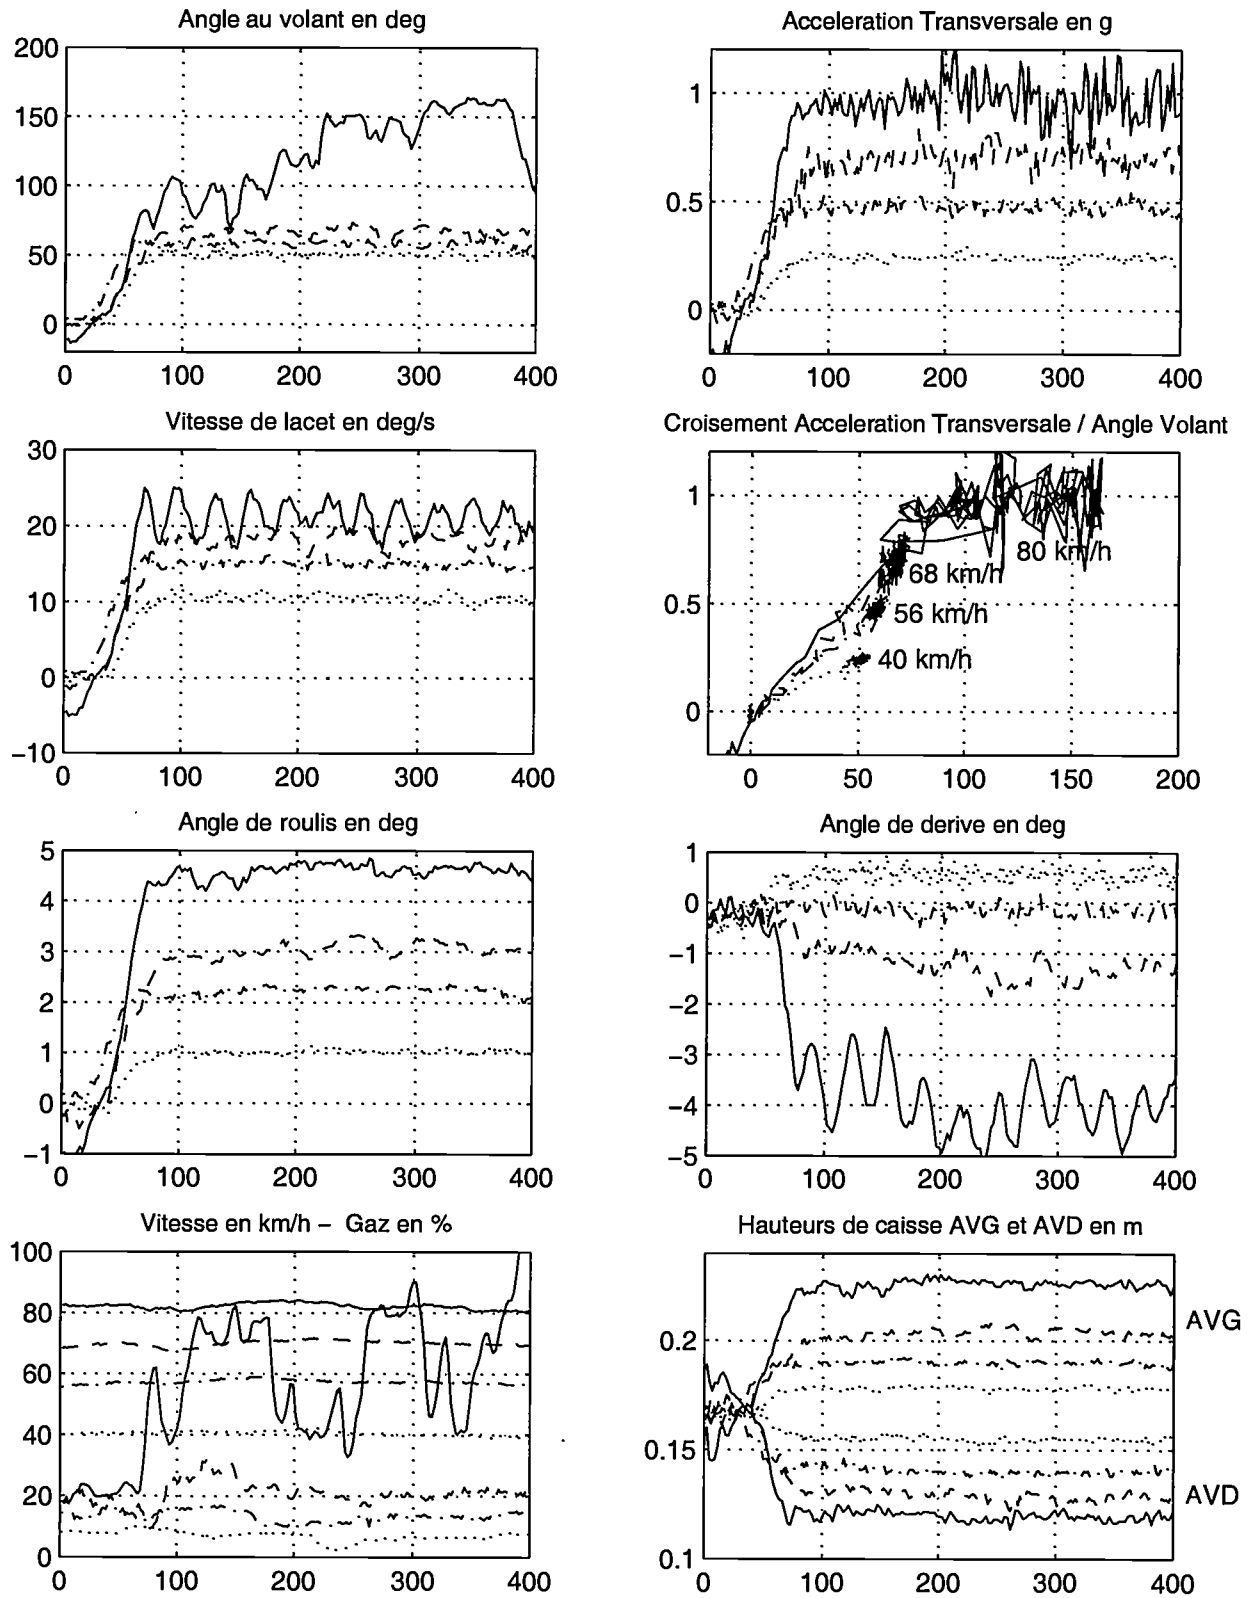 Angle au volant en deg
200
150
100
50
0
0 100 200 300 400
Acceleration Transversale en g
1
0.5
0
0 100 200 300 400
Vitesse de lacet en deg/s
30
20
10
0
−10
0 100 200 300 400
Croisement Acceleration Transversale / Angle Volant
1
0.5
0
80 km/h
68 km/h
56 km/h
40 km/h
0 50 100 150 200
Angle de roulis en deg
5
4
3
2
1
0
−1
0 100 200 300 400
Angle de derive en deg
1
0
−1
−2
−3
−4
−5
0 100 200 300 400
Vitesse en km/h − Gaz en %
100
80
60
40
20
0
0 100 200 300 400
Hauteurs de caisse AVG et AVD en m
0.2
0.15
0.1
AVG
AVD
0 100 200 300 400